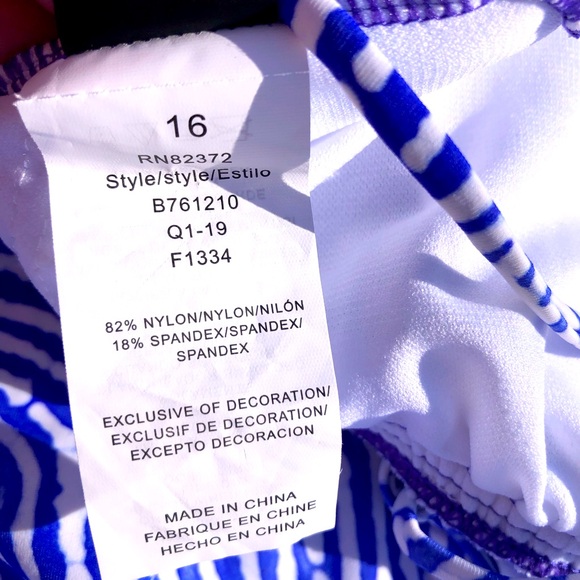 16
RN82372
Style/style/Estilo
B761210
Q1-19
F1334
82% NYLON/NYLON/NILÓN
18% SPANDEX/SPANDEX/
SPANDEX
EXCLUSIVE OF DECORATION/
EXCLUSIF DE DECORATION/
EXCEPTO DECORACION
MADE IN CHINA
FABRIQUE EN CHINE
HECHO EN CHINA